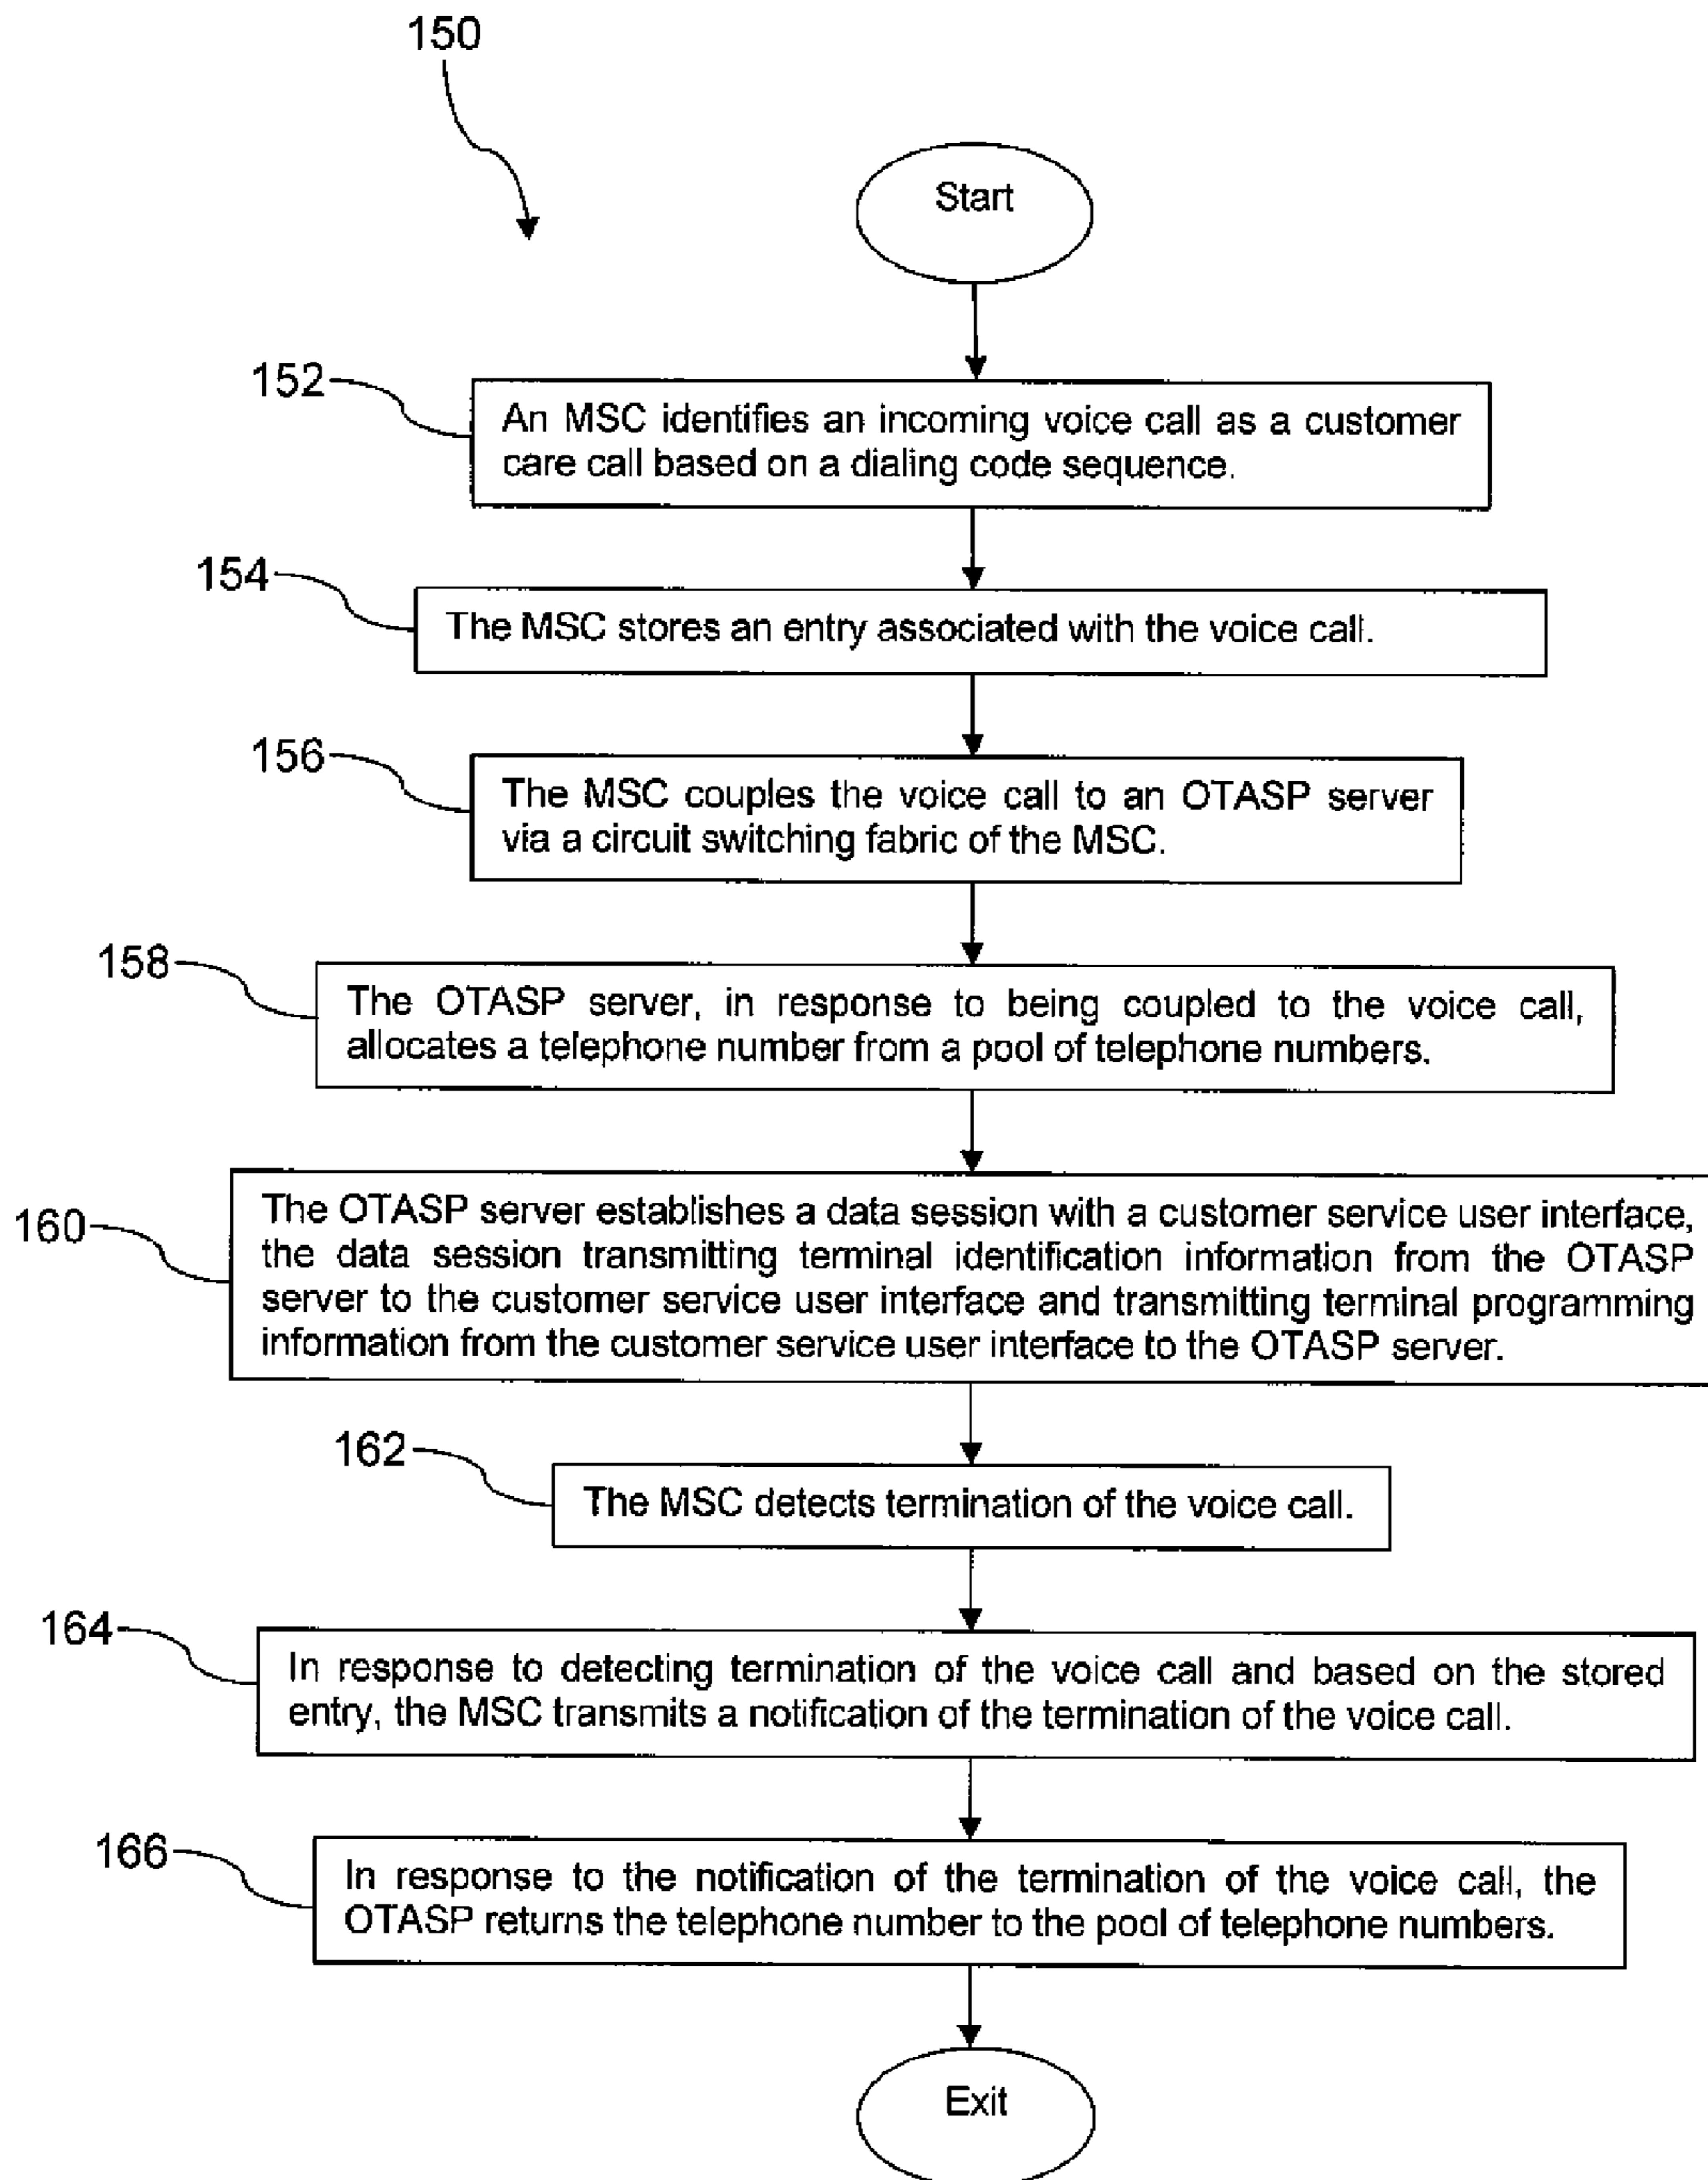 150
Start
152
An MSC identifies an incoming voice call as a customer
care call based on a dialing code sequence.
154
The MSC stores an entry associated with the voice call.
156
The MSC couples the voice call to an OTASP server
via a circuit switching fabric of the MSC.
158
The OTASP server, in response to being coupled to the voice call,
allocates a telephone number from a pool of telephone numbers.
160
The OTASP server establishes a data session with a customer service user interface,
the data session transmitting terminal identification information from the OTASP
server to the customer service user interface and transmitting terminal programming
information from the customer service user interface to the OTASP server.
162
The MSC detects termination of the voice call.
164
In response to detecting termination of the voice call and based on the stored
entry, the MSC transmits a notification of the termination of the voice call.
166
In response to the notification of the termination of the voice call, the
OTASP returns the telephone number to the pool of telephone numbers.
Exit